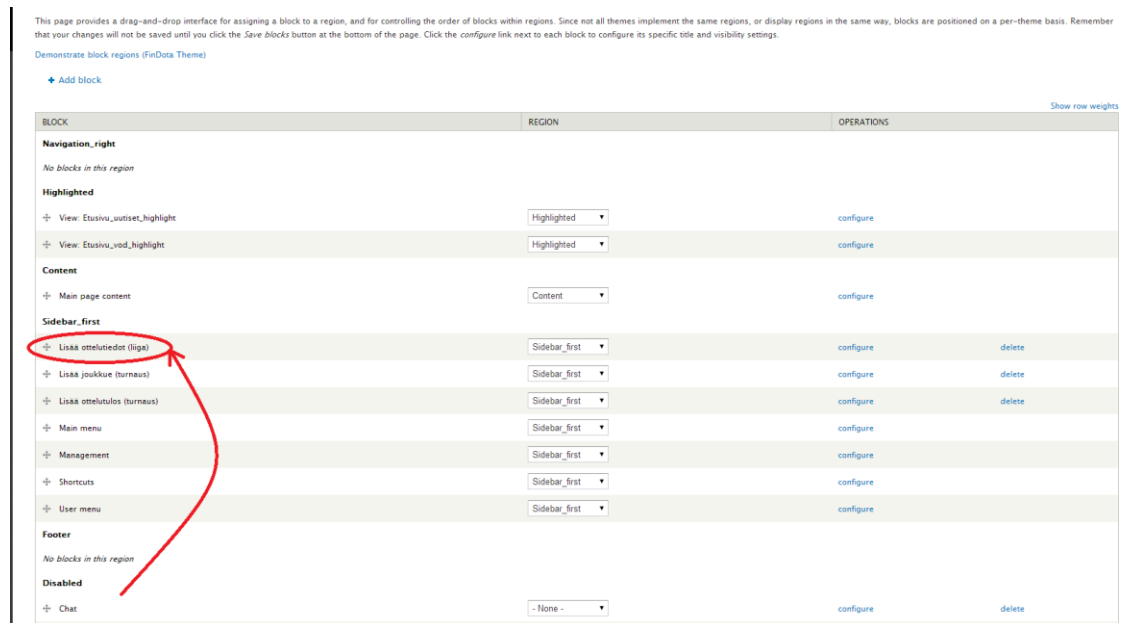 This page provides a drag-and-drop interface for assigning a block to a region, and for controlling the order of blocks within regions. Since not all themes implement the same regions, or display regions in the same way, blocks are positioned on a per-theme basis. Remember
that your changes will not be saved until you click the Save blocks button at the bottom of the page. Click the configure link next to each block to configure its specific title and visibility settings.
Demonstrate block regions (FinDota Theme)
+ Add block
Show row weights
BLOCK REGION OPERATIONS
Navigation_right
No blocks in this region
Highlighted
View: Etusivu_uutiset_highlight Highlighted configure
View: Etusivu_vod_highlight Highlighted configure
Content
Main page content Content configure
Sidebar_first
Lisää ottelutiedot (liiga) Sidebar_first configure delete
Lisää joukkue (turnaus) Sidebar_first configure delete
Lisää ottelutulos (turnaus) Sidebar_first configure delete
Main menu Sidebar_first configure
Management Sidebar_first configure
Shortcuts Sidebar_first configure
User menu Sidebar_first configure
Footer
No blocks in this region
Disabled
Chat - None - configure delete